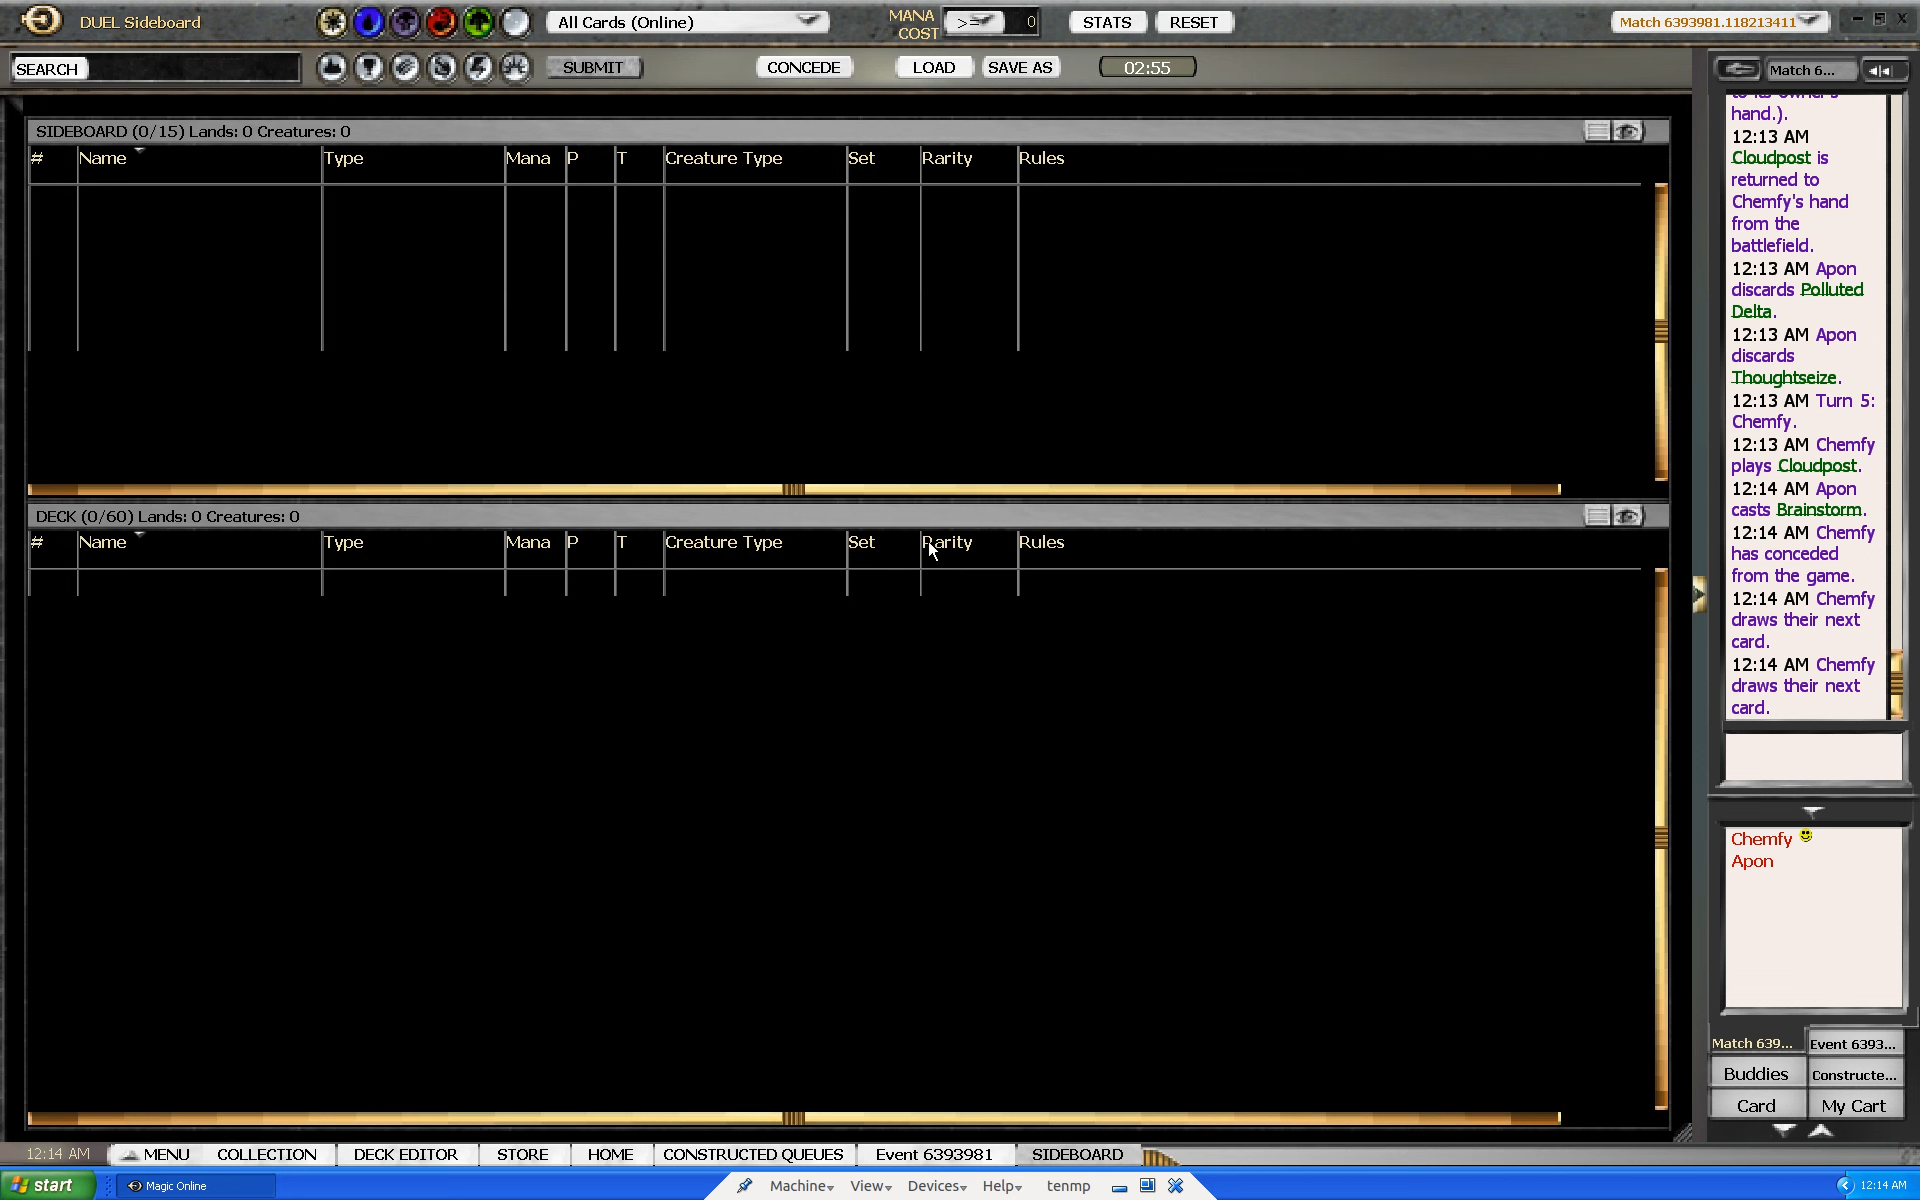 DUEL Sideboard
All Cards (Online)
MANA COST
>=
0
STATS
RESET
Match 6393981.118213411
SEARCH
SUBMIT
CONCEDE
LOAD
SAVE AS
02:55
Match 6...
SIDEBOARD (0/15) Lands: 0 Creatures: 0
# Name Type Mana P T Creature Type Set Rarity Rules
DECK (0/60) Lands: 0 Creatures: 0
# Name Type Mana P T Creature Type Set Rarity Rules
to its owner's
hand.).
12:13 AM
Cloudpost is
returned to
Chemfy's hand
from the
battlefield.
12:13 AM Apon
discards Polluted
Delta.
12:13 AM Apon
discards
Thoughtseize.
12:13 AM Turn 5:
Chemfy.
12:13 AM Chemfy
plays Cloudpost.
12:14 AM Apon
casts Brainstorm.
12:14 AM Chemfy
has conceded
from the game.
12:14 AM Chemfy
draws their next
card.
12:14 AM Chemfy
draws their next
card.
Chemfy
Apon
Match 639...
Event 6393...
Buddies
Constructe...
Card
My Cart
12:14 AM
MENU
COLLECTION
DECK EDITOR
STORE
HOME
CONSTRUCTED QUEUES
Event 6393981
SIDEBOARD
start
Magic Online
Machine
View
Devices
Help
tenmp
12:14 AM